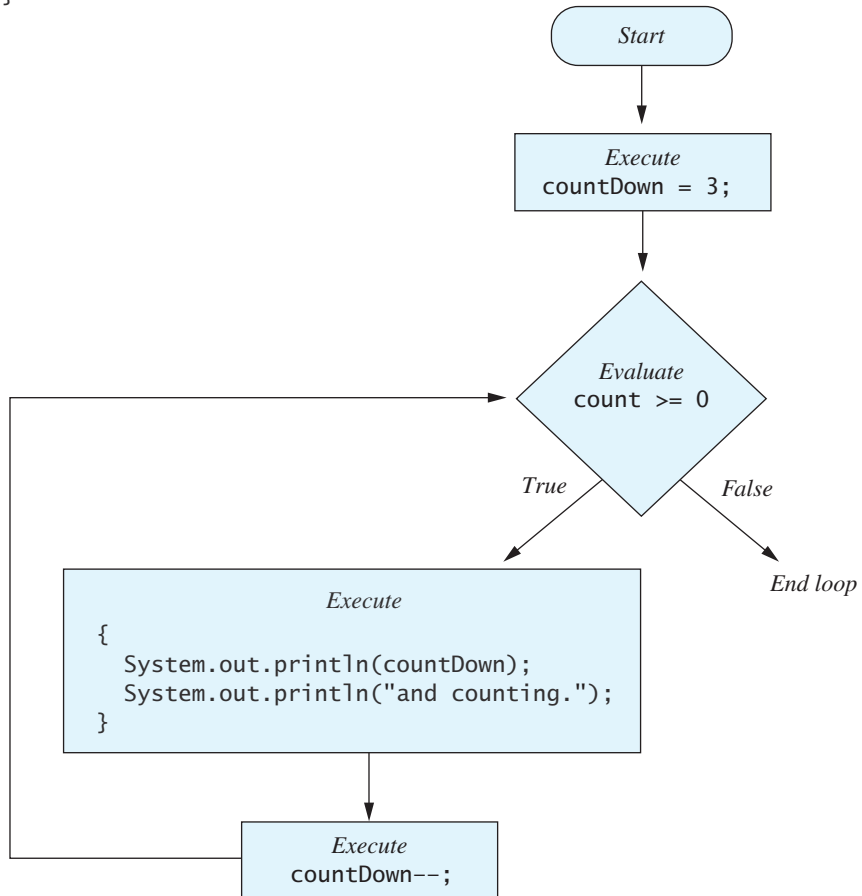 }
Start
Execute
countDown = 3;
Evaluate
count >= 0
True
False
End loop
Execute
{
System.out.println(countDown);
System.out.println("and counting.");
}
Execute
countDown--;